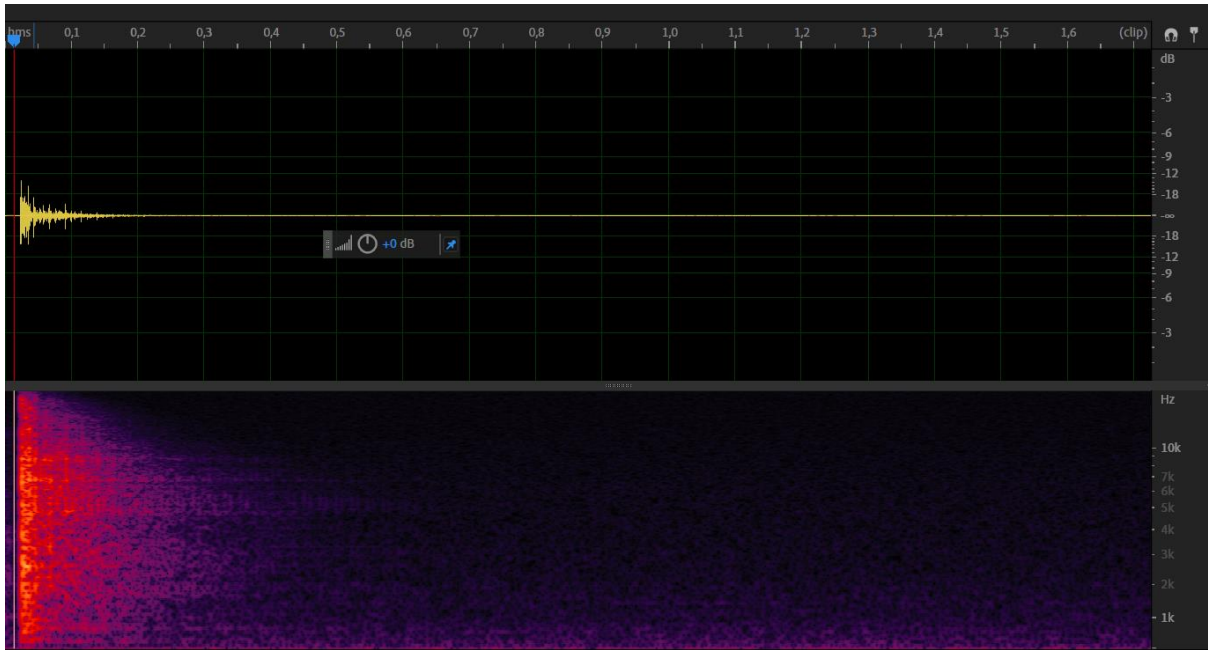 hms 0,1 0,2 0,3 0,4 0,5 0,6 0,7 0,8 0,9 1,0 1,1 1,2 1,3 1,4 1,5 1,6 (clip)
dB
-3
-6
-9
-12
-18
-∞
-18
-12
-9
-6
-3
+0 dB
Hz
10k
7k
6k
5k
4k
3k
2k
1k